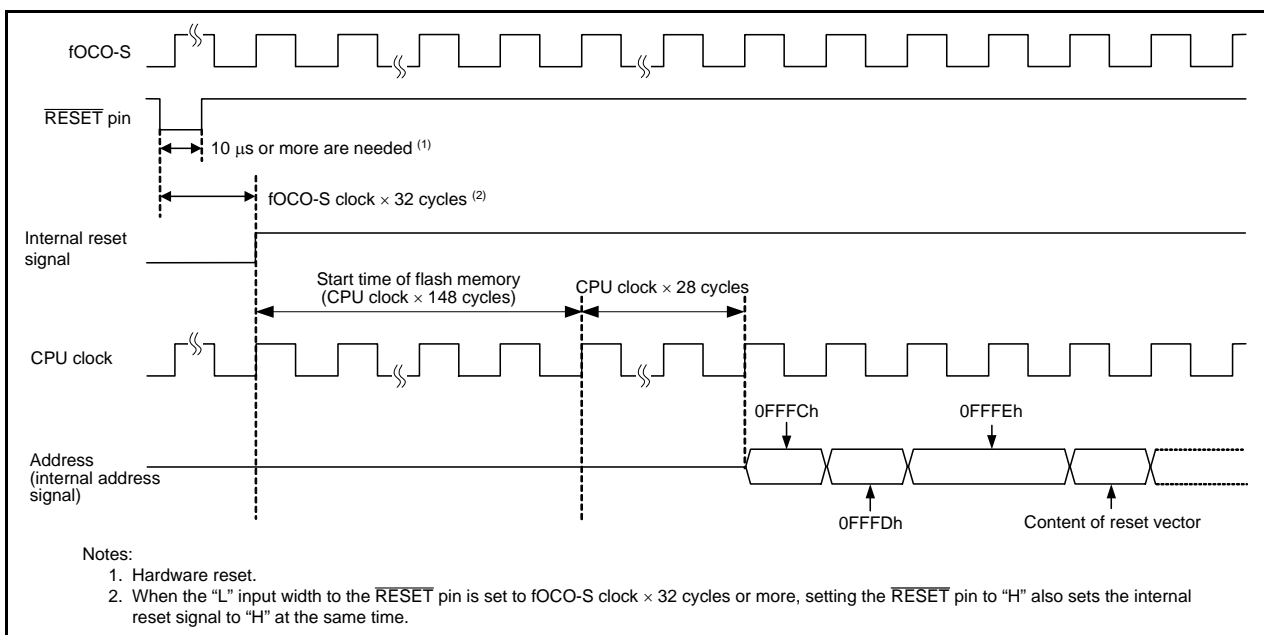 fOCO-S
RESET pin
10 µs or more are needed (1)
fOCO-S clock × 32 cycles (2)
Internal reset
signal
Start time of flash memory
(CPU clock × 148 cycles)
CPU clock × 28 cycles
CPU clock
0FFFCh
0FFFEh
Address
(internal address
signal)
0FFFDh
Content of reset vector
Notes:
1. Hardware reset.
2. When the “L” input width to the RESET pin is set to fOCO-S clock × 32 cycles or more, setting the RESET pin to “H” also sets the internal
reset signal to “H” at the same time.